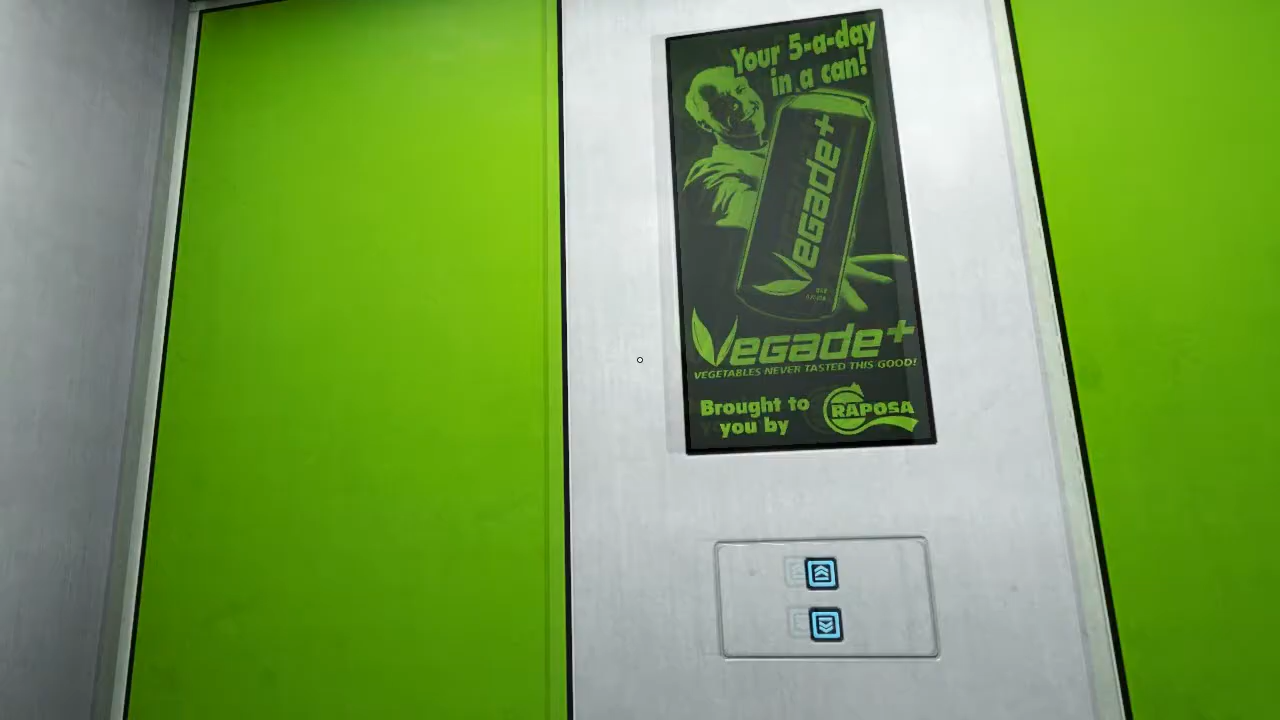 Your 5-a-day
in a can!
Vegade+
Vegade+
VEGETABLES NEVER TASTED THIS GOOD!
Brought to
you by
RAPOSA